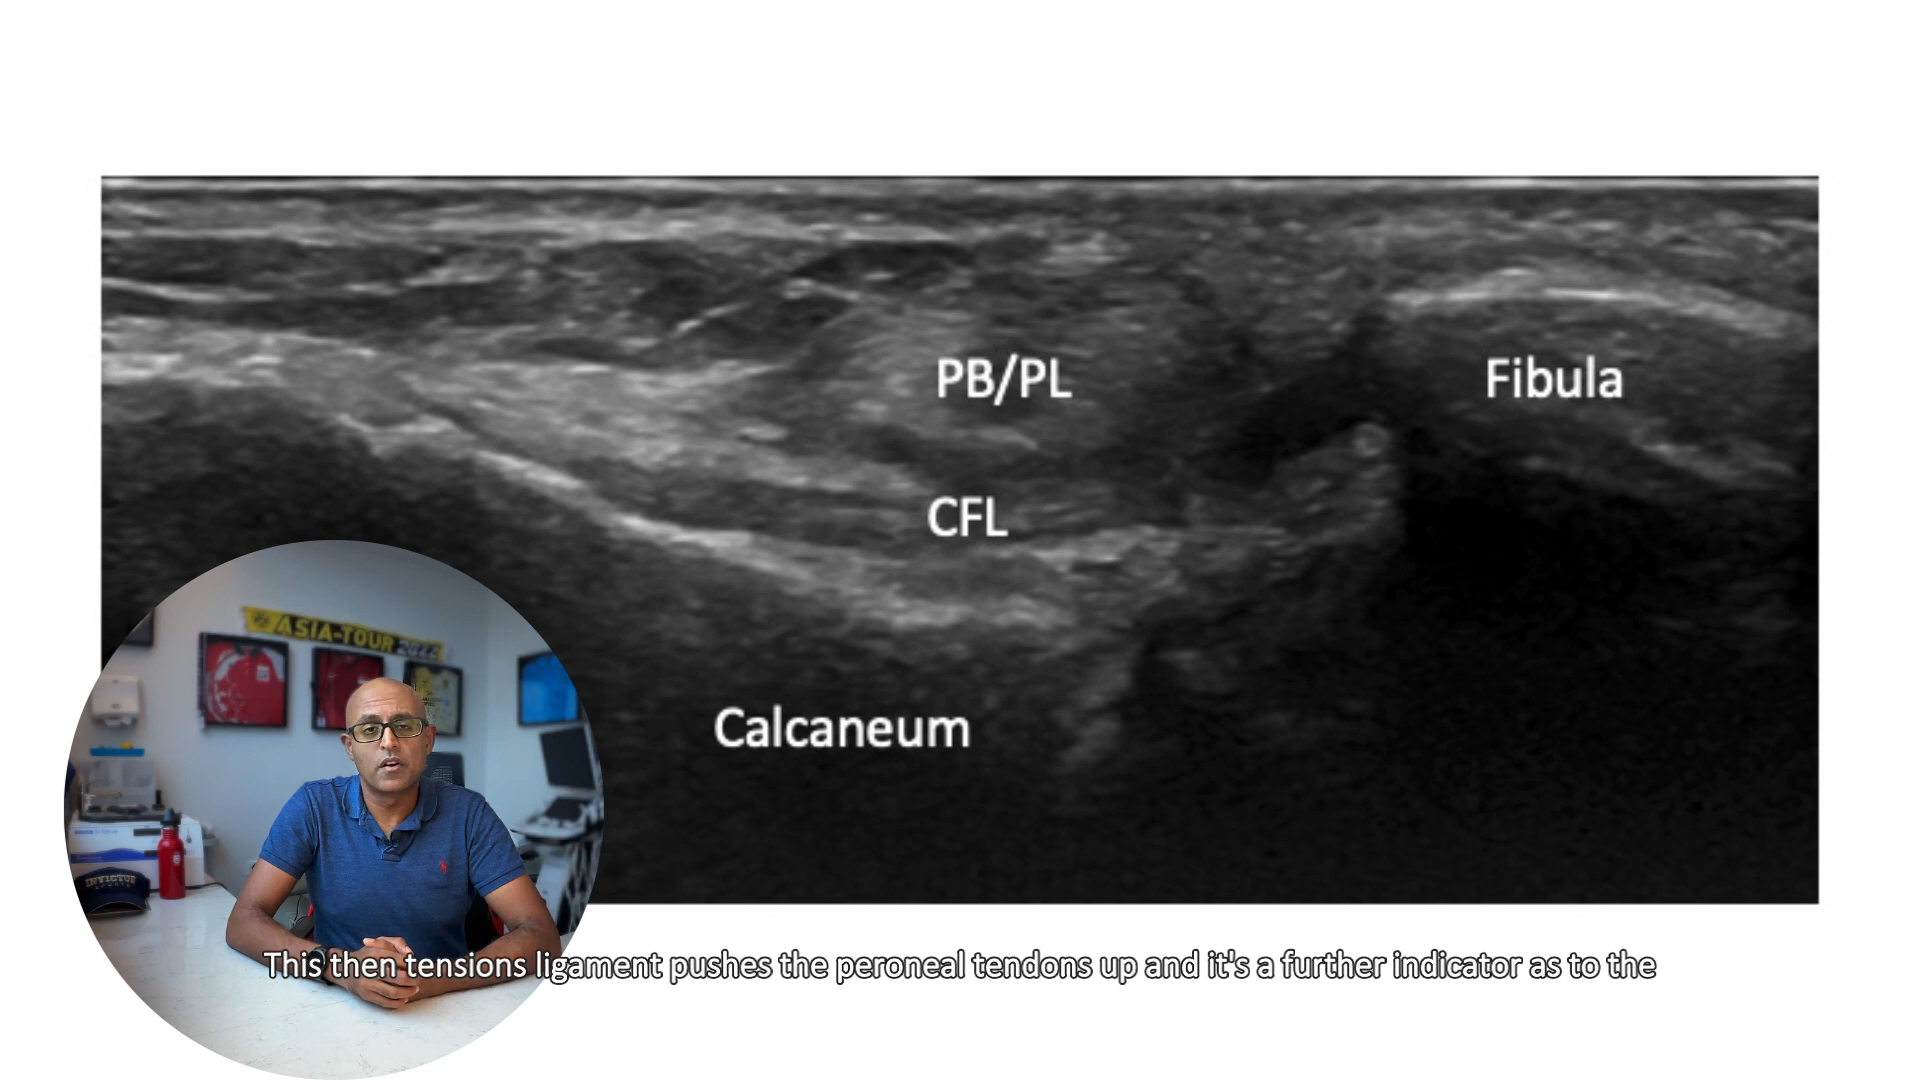 PB/PL
Fibula
CFL
ASIA-TOUR 2022
Calcaneum
INVICTUS
This then tensions ligament pushes the peroneal tendons up and it's a further indicator as to the